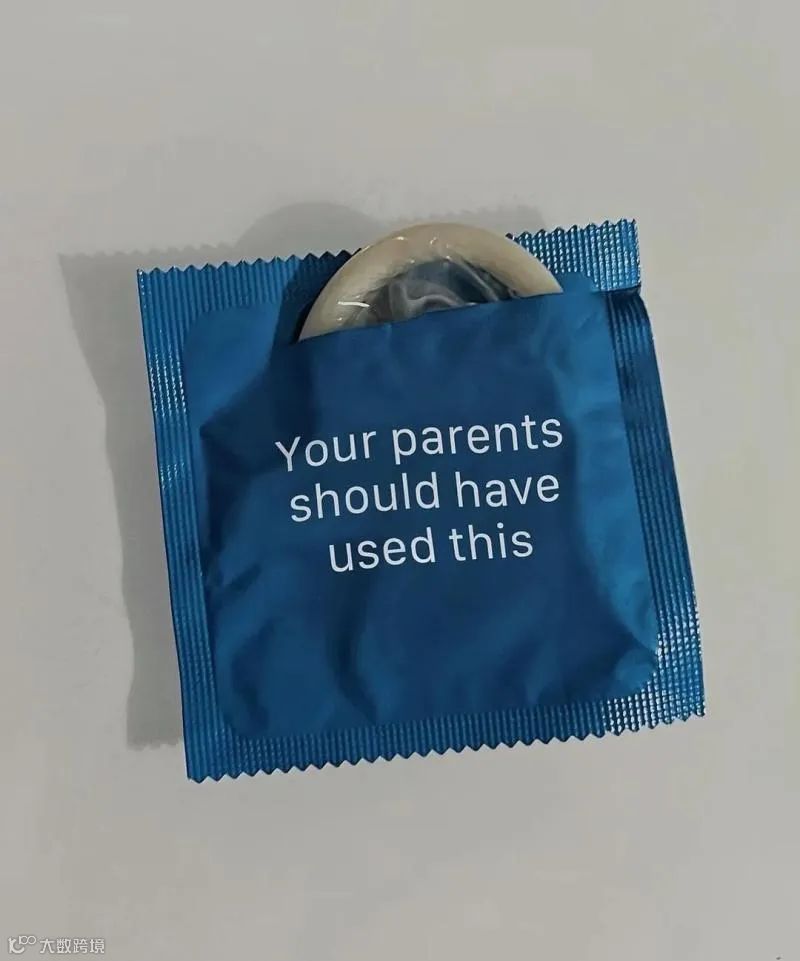 Your parents
should have
used this
大数跨境